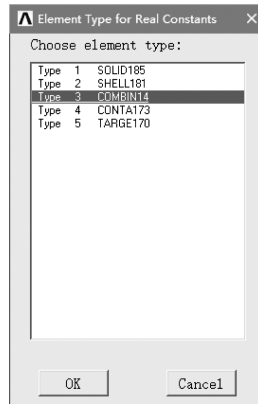 Element Type for Real Constants
Choose element type:
Type 1 SOLID185
Type 2 SHELL181
Type 3 COMBIN14
Type 4 CONTA173
Type 5 TARGE170
OK Cancel